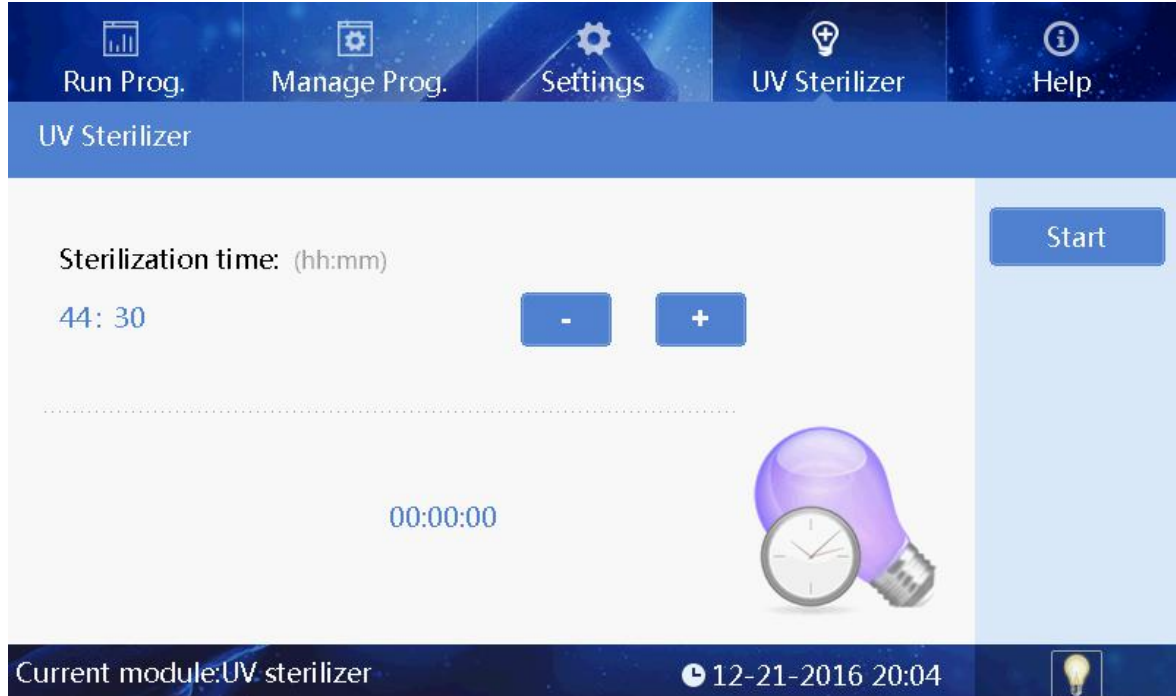 Run Prog. Manage Prog. Settings UV Sterilizer Help
UV Sterilizer
Sterilization time: (hh:mm)
Start
44: 30 - +
00:00:00
Current module:UV sterilizer 12-21-2016 20:04